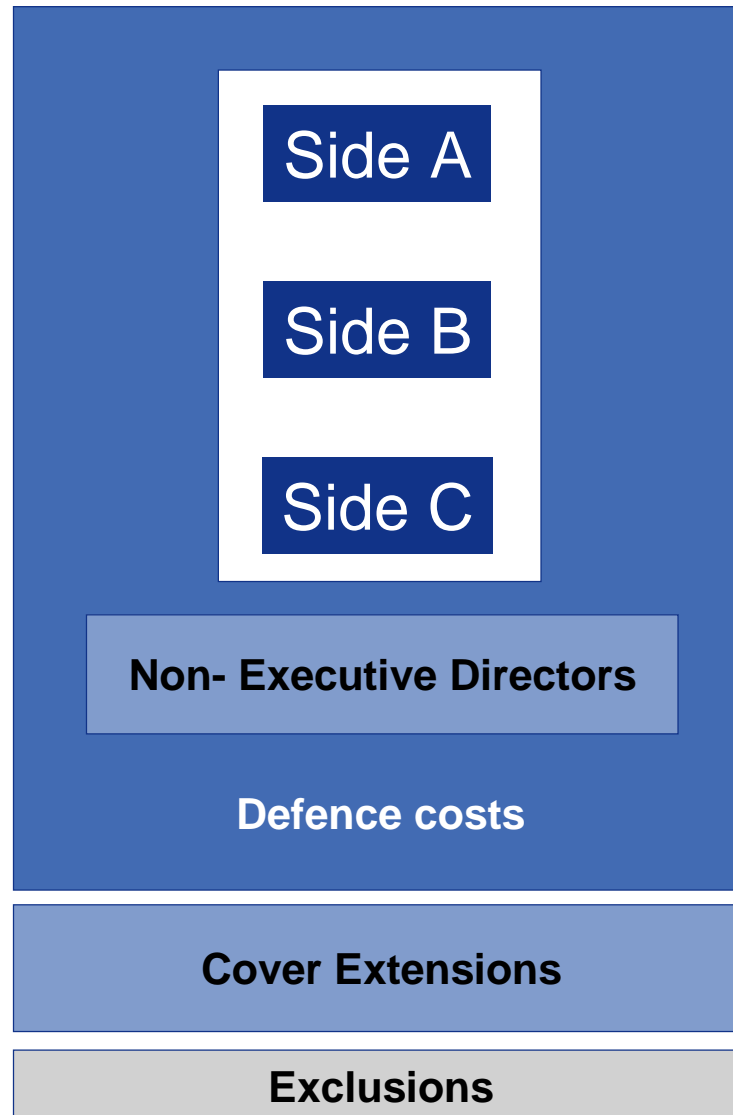 Side A
Side B
Side C
Non- Executive Directors
Defence costs
Cover Extensions
Exclusions